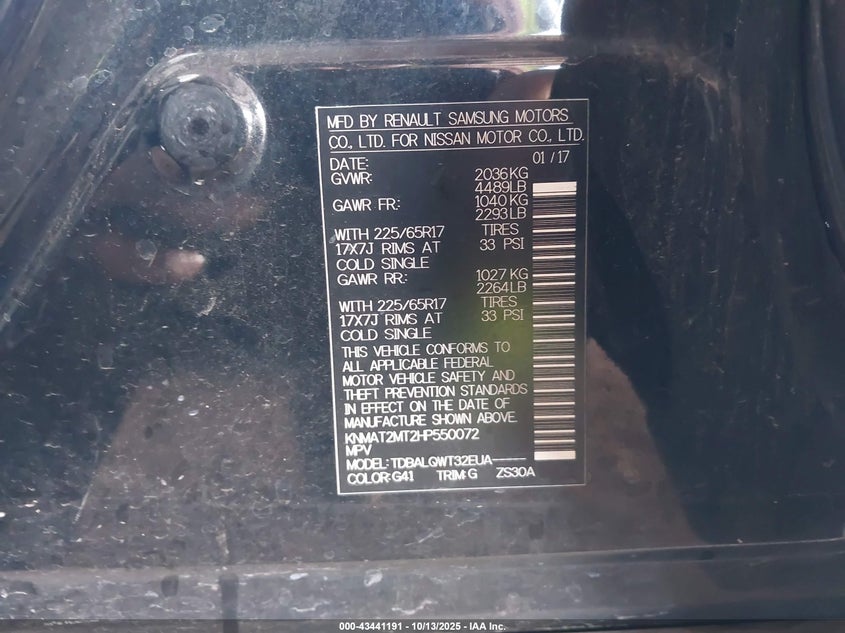 MFD BY RENAULT SAMSUNG MOTORS
CO., LTD. FOR NISSAN MOTOR CO., LTD.
DATE: 01/17
GVWR: 2036KG
4489LB
GAWR FR: 1040KG
2293LB
WITH 225/65R17 TIRES
17X7J RIMS AT 33 PSI
COLD SINGLE
GAWR RR: 1027KG
2264LB
WITH 225/65R17 TIRES
17X7J RIMS AT 33 PSI
COLD SINGLE
THIS VEHICLE CONFORMS TO
ALL APPLICABLE FEDERAL
MOTOR VEHICLE SAFETY AND
THEFT PREVENTION STANDARDS
IN EFFECT ON THE DATE OF
MANUFACTURE SHOWN ABOVE.
KNMAT2MT2HP550072
MPV
MODEL: TDBALQWT32EUA-----
COLOR: G41 TRIM: G ZS30A
000-43441191 - 10/13/2025 - IAA Inc.